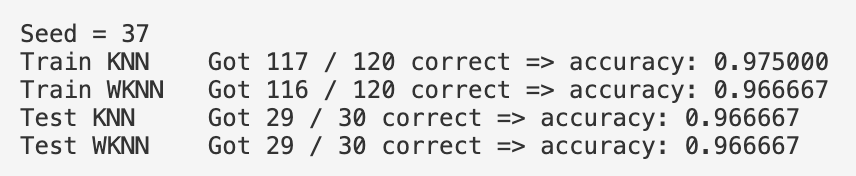 Seed = 37
Train KNN    Got 117 / 120 correct => accuracy: 0.975000
Train WKNN   Got 116 / 120 correct => accuracy: 0.966667
Test KNN     Got 29 / 30 correct => accuracy: 0.966667
Test WKNN    Got 29 / 30 correct => accuracy: 0.966667